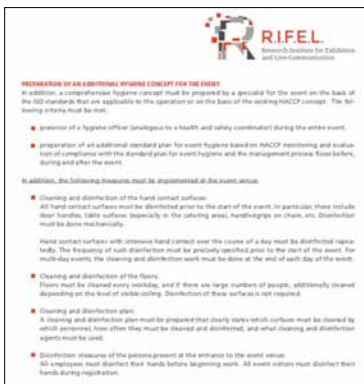 R.I.F.E.L.
Research Institute for Exhibition
and Live-Communication
PREPARATION OF AN ADDITIONAL HYGIENE CONCEPT FOR THE EVENT:
In addition, a comprehensive hygiene concept must be prepared by a specialist for the event on the basis of
the ISO standards that are applicable to the operation or on the basis of the existing HACCP concept. The fol-
lowing criteria must be met:
presence of a hygiene officer (analogous to a health and safety coordinator) during the entire event.
preparation of an additional standard plan for event hygiene based on HACCP monitoring and evalua-
tion of compliance with the standard plan for event hygiene and the management process flows before,
during and after the event.
In addition, the following measures must be implemented at the event venue:
Cleaning and disinfection of the hand contact surfaces:
All hand contact surfaces must be disinfected prior to the start of the event. In particular, these include
door handles, table surfaces (especially in the catering area), handles/grips on chairs, etc. Disinfection
must be done mechanically.
Hand contact surfaces with intensive hand contact over the course of a day must be disinfected repea-
tedly. The frequency of such disinfection must be precisely specified prior to the start of the event. For
multi-day events, the cleaning and disinfection work must be done at the end of each day of the event.
Cleaning and disinfection of the floors:
Floors must be cleaned every workday, and if there are large numbers of people, additionally cleaned
depending on the level of visible soiling. Disinfection of these surfaces is not required.
Cleaning and disinfection plan:
A cleaning and disinfection plan must be prepared that clearly states which surfaces must be cleaned by
which personnel, how often they must be cleaned and disinfected, and what cleaning and disinfection
agents must be used.
Disinfection measures of the persons present at the entrance to the event venue:
All employees must disinfect their hands before beginning work. All event visitors must disinfect their
hands during registration.